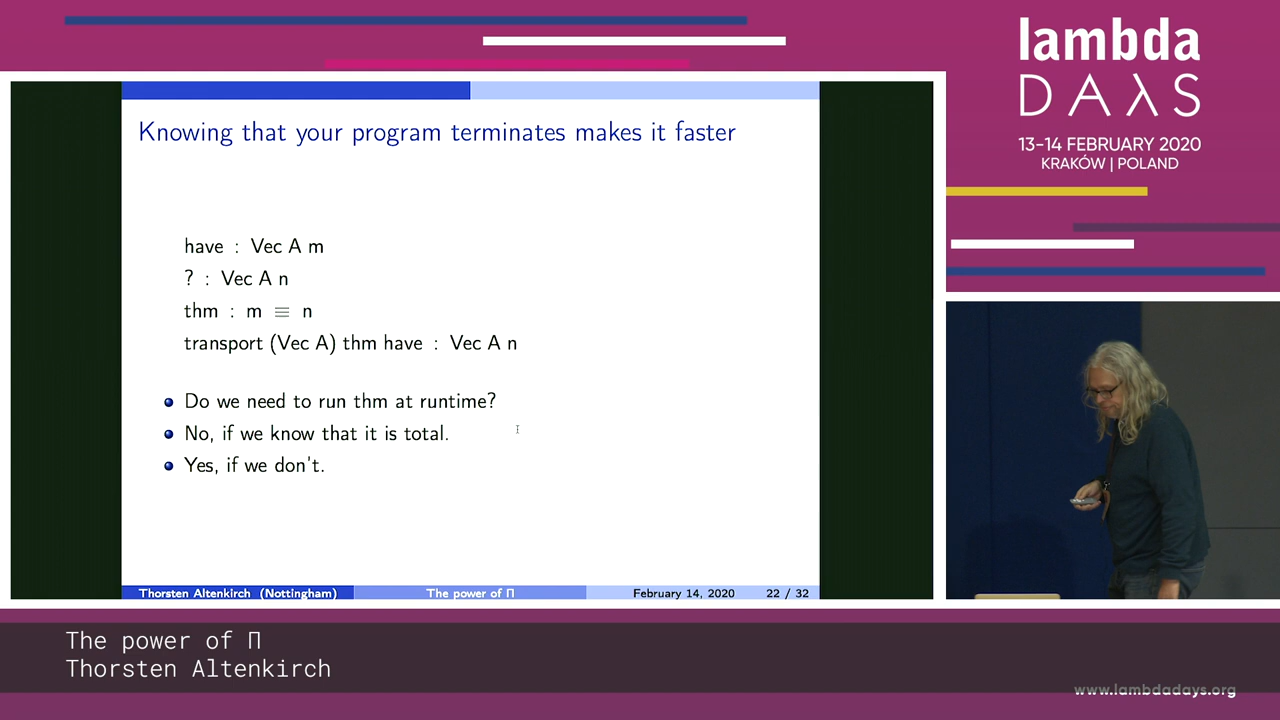 lambda
DAλS
13-14 FEBRUARY 2020
KRAKÓW | POLAND
Knowing that your program terminates makes it faster
have : Vec A m
? : Vec A n
thm : m ≡ n
transport (Vec A) thm have : Vec A n
Do we need to run thm at runtime?
No, if we know that it is total.
Yes, if we don't.
Thorsten Altenkirch (Nottingham) The power of Π February 14, 2020 22 / 32
The power of Π
Thorsten Altenkirch
www.lambdadays.org